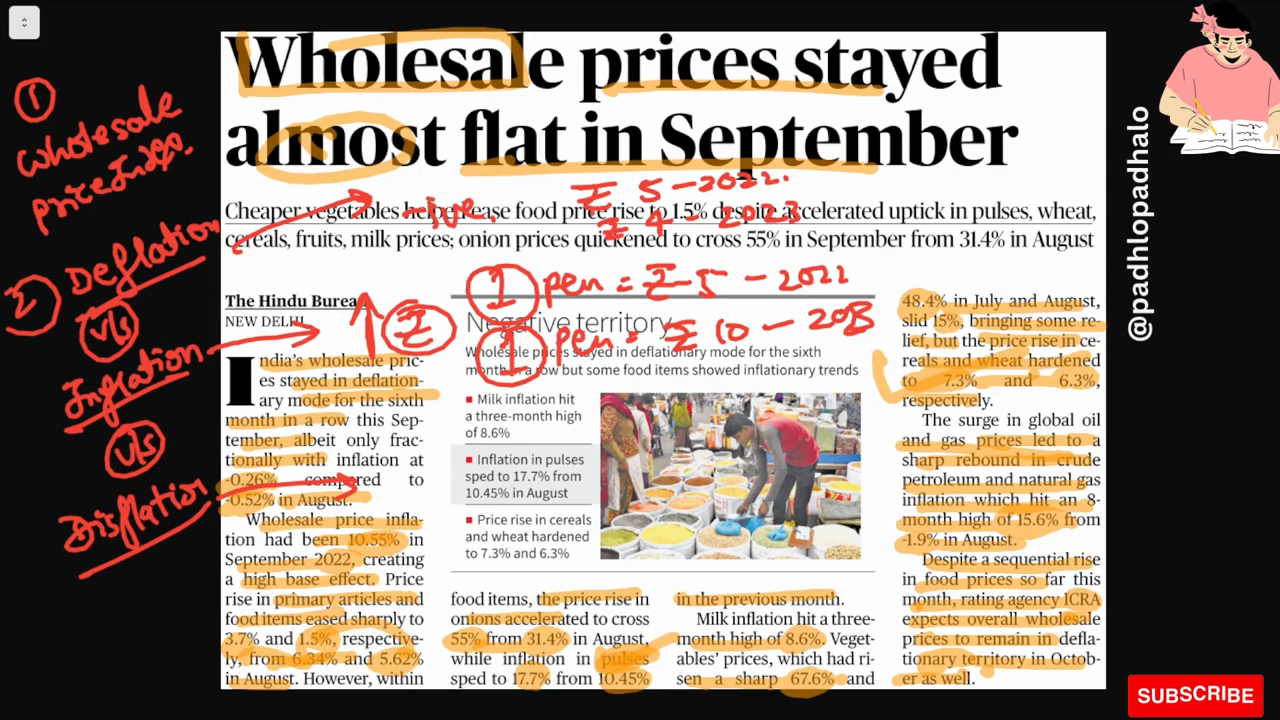 Wholesale prices stayed
almost flat in September
Cheaper vegetables helped ease food price rise to 1.5% despite accelerated uptick in pulses, wheat,
cereals, fruits, milk prices; onion prices quickened to cross 55% in September from 31.4% in August
1
Wholesale
price Index.
2 Deflation
v/s
Inflation
v/s
Disflation
-ive.
₹ 5 - 2022.
₹ 4 - 2023
1 pen = ₹ 5 - 2022
1 pen = ₹ 10 - 2023
₹
The Hindu Bureau
NEW DELHI
India's wholesale pric-
es stayed in deflation-
ary mode for the sixth
month in a row this Sep-
tember, albeit only frac-
tionally with inflation at
-0.26% compared to
-0.52% in August.
Wholesale price infla-
tion had been 10.55% in
September 2022, creating
a high base effect. Price
rise in primary articles and
food items eased sharply to
3.7% and 1.5%, respective-
ly, from 6.34% and 5.62%
in August. However, within
Negative territory
Wholesale prices stayed in deflationary mode for the sixth
month in a row but some food items showed inflationary trends
Milk inflation hit
a three-month high
of 8.6%
Inflation in pulses
sped to 17.7% from
10.45% in August
Price rise in cereals
and wheat hardened
to 7.3% and 6.3%
food items, the price rise in
onions accelerated to cross
55% from 31.4% in August,
while inflation in pulses
sped to 17.7% from 10.45%
in the previous month.
Milk inflation hit a three-
month high of 8.6%. Veget-
ables' prices, which had ri-
sen a sharp 67.6% and
48.4% in July and August,
slid 15%, bringing some re-
lief, but the price rise in ce-
reals and wheat hardened
to 7.3% and 6.3%,
respectively.
The surge in global oil
and gas prices led to a
sharp rebound in crude
petroleum and natural gas
inflation which hit an 8-
month high of 15.6% from
-1.9% in August.
Despite a sequential rise
in food prices so far this
month, rating agency ICRA
expects overall wholesale
prices to remain in defla-
tionary territory in Octob-
er as well.
@padhlopadhalo
SUBSCRIBE